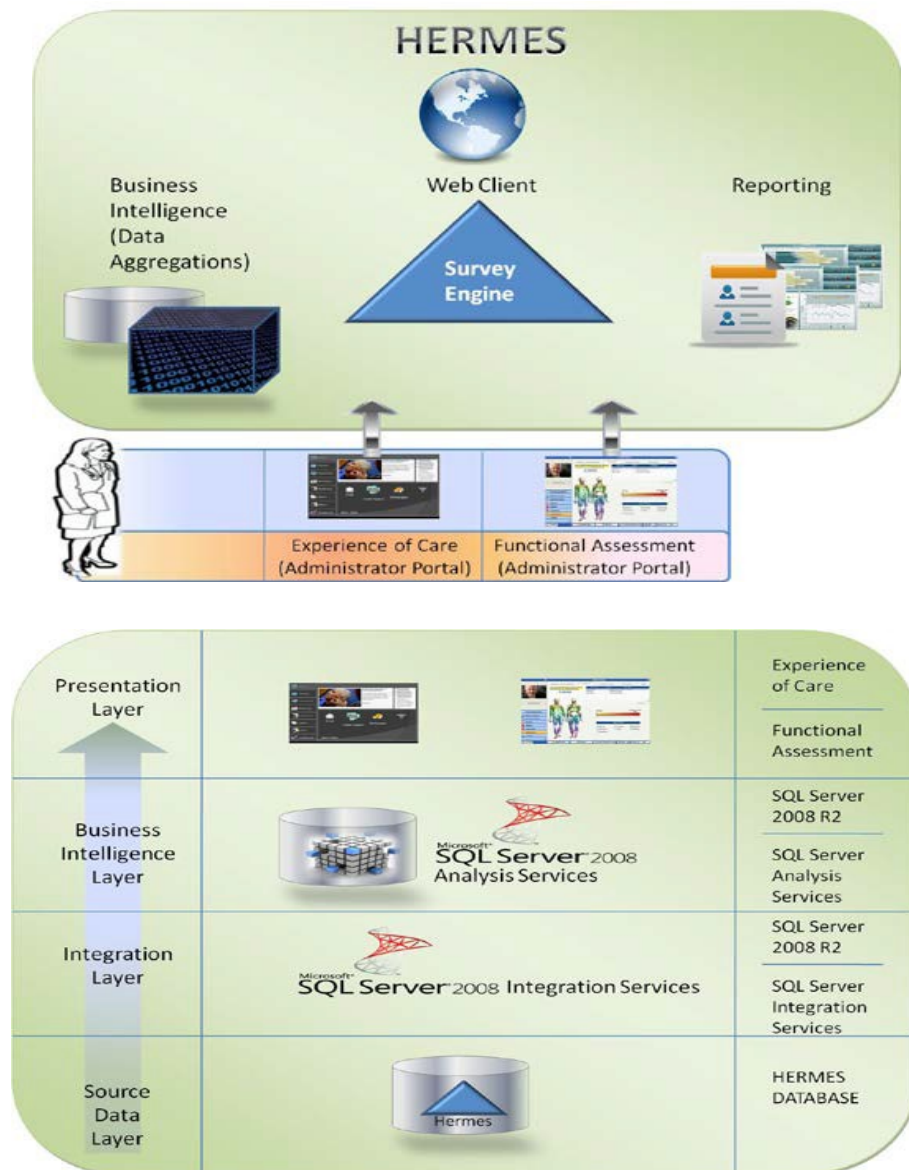 HERMES
Web Client
Business
Intelligence
(Data
Aggregations)
Reporting
Survey
Engine
Experience of Care
(Administrator Portal)
Functional Assessment
(Administrator Portal)
Presentation
Layer
Experience
of Care
Functional
Assessment
Business
Intelligence
Layer
Microsoft®
SQL Server® 2008
Analysis Services
SQL Server
2008 R2
SQL Server
Analysis
Services
Integration
Layer
Microsoft®
SQL Server® 2008 Integration Services
SQL Server
2008 R2
SQL Server
Integration
Services
Source
Data
Layer
Hermes
HERMES
DATABASE